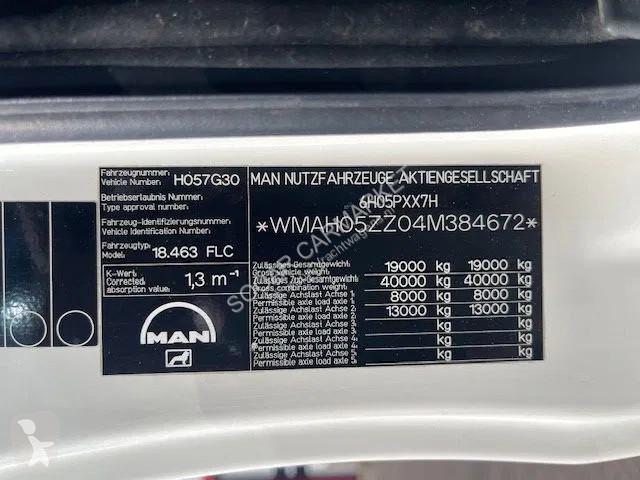 Fahrzeugnummer:
Vehicle Number: H057G30
Betriebserlaubnis Nummer:
Type approval number:
Fahrzeug-Identifizierungsnummer:
Vehicle Identification Number:
Fahrzeugtyp:
Model: 18.463 FLC
K-Wert:
Corrected absorption value: 1,3 m⁻¹
MAN
MAN NUTZFAHRZEUGE AKTIENGESELLSCHAFT
6H05PXX7H
*WMAH05ZZ04M384672*
Zulässiges Gesamtgewicht:
Gross vehicle weight: 19000 kg 19000 kg
Zulässiges Zug-Gesamtgewicht:
Gross combination weight: 40000 kg 40000 kg
Zulässige Achslast Achse 1:
Permissible axle load axle 1: 8000 kg 8000 kg
Zulässige Achslast Achse 2:
Permissible axle load axle 2: 13000 kg 13000 kg
Zulässige Achslast Achse 3:
Permissible axle load axle 3: kg kg
Zulässige Achslast Achse 4:
Permissible axle load axle 4: kg kg
Zulässige Achslast Achse 5:
Permissible axle load axle 5: kg kg